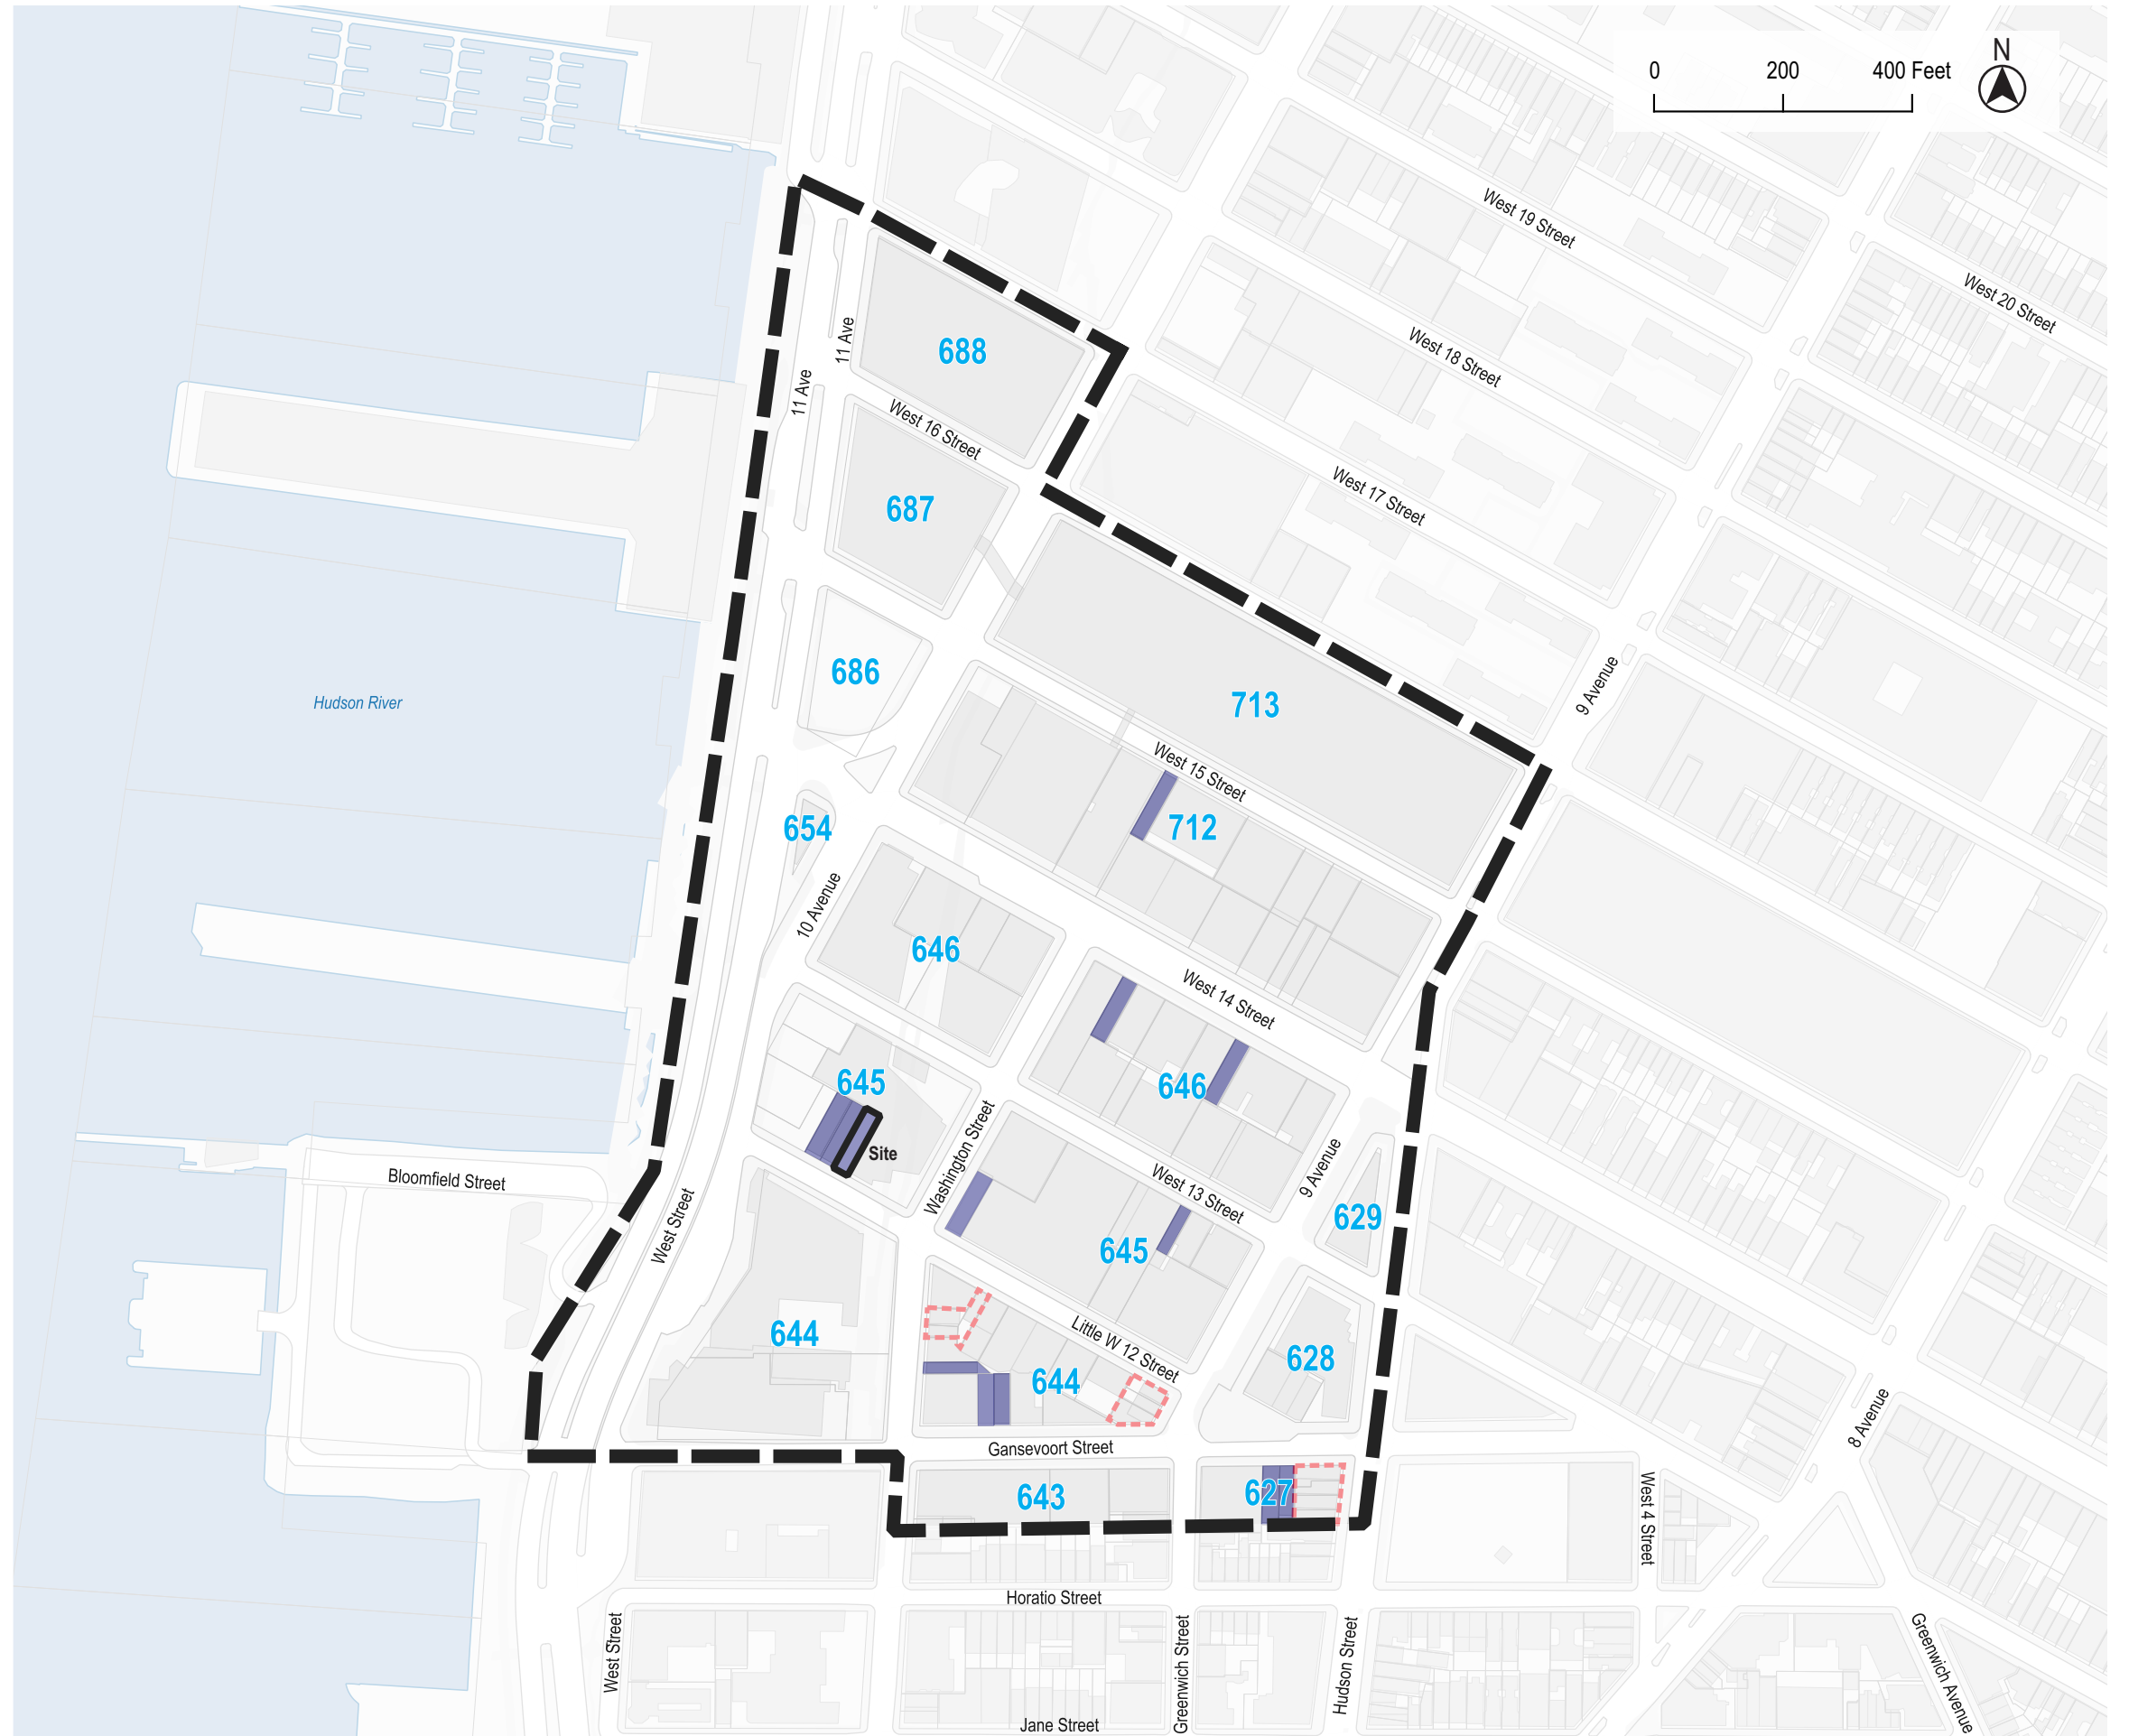 N
0 200 400 Feet
West 19 Street
West 20 Street
11 Ave
688
West 18 Street
11 Ave
West 16 Street
West 17 Street
687
686
9 Avenue
Hudson River
713
West 15 Street
654
712
10 Avenue
646
West 14 Street
645
646
Site
Washington Street
West 13 Street
9 Avenue
Bloomfield Street
West Street
629
645
644
Little W 12 Street
628
644
8 Avenue
Gansevoort Street
643
627
West 4 Street
Horatio Street
West Street
Greenwich Street
Hudson Street
Greenwich Avenue
Jane Street